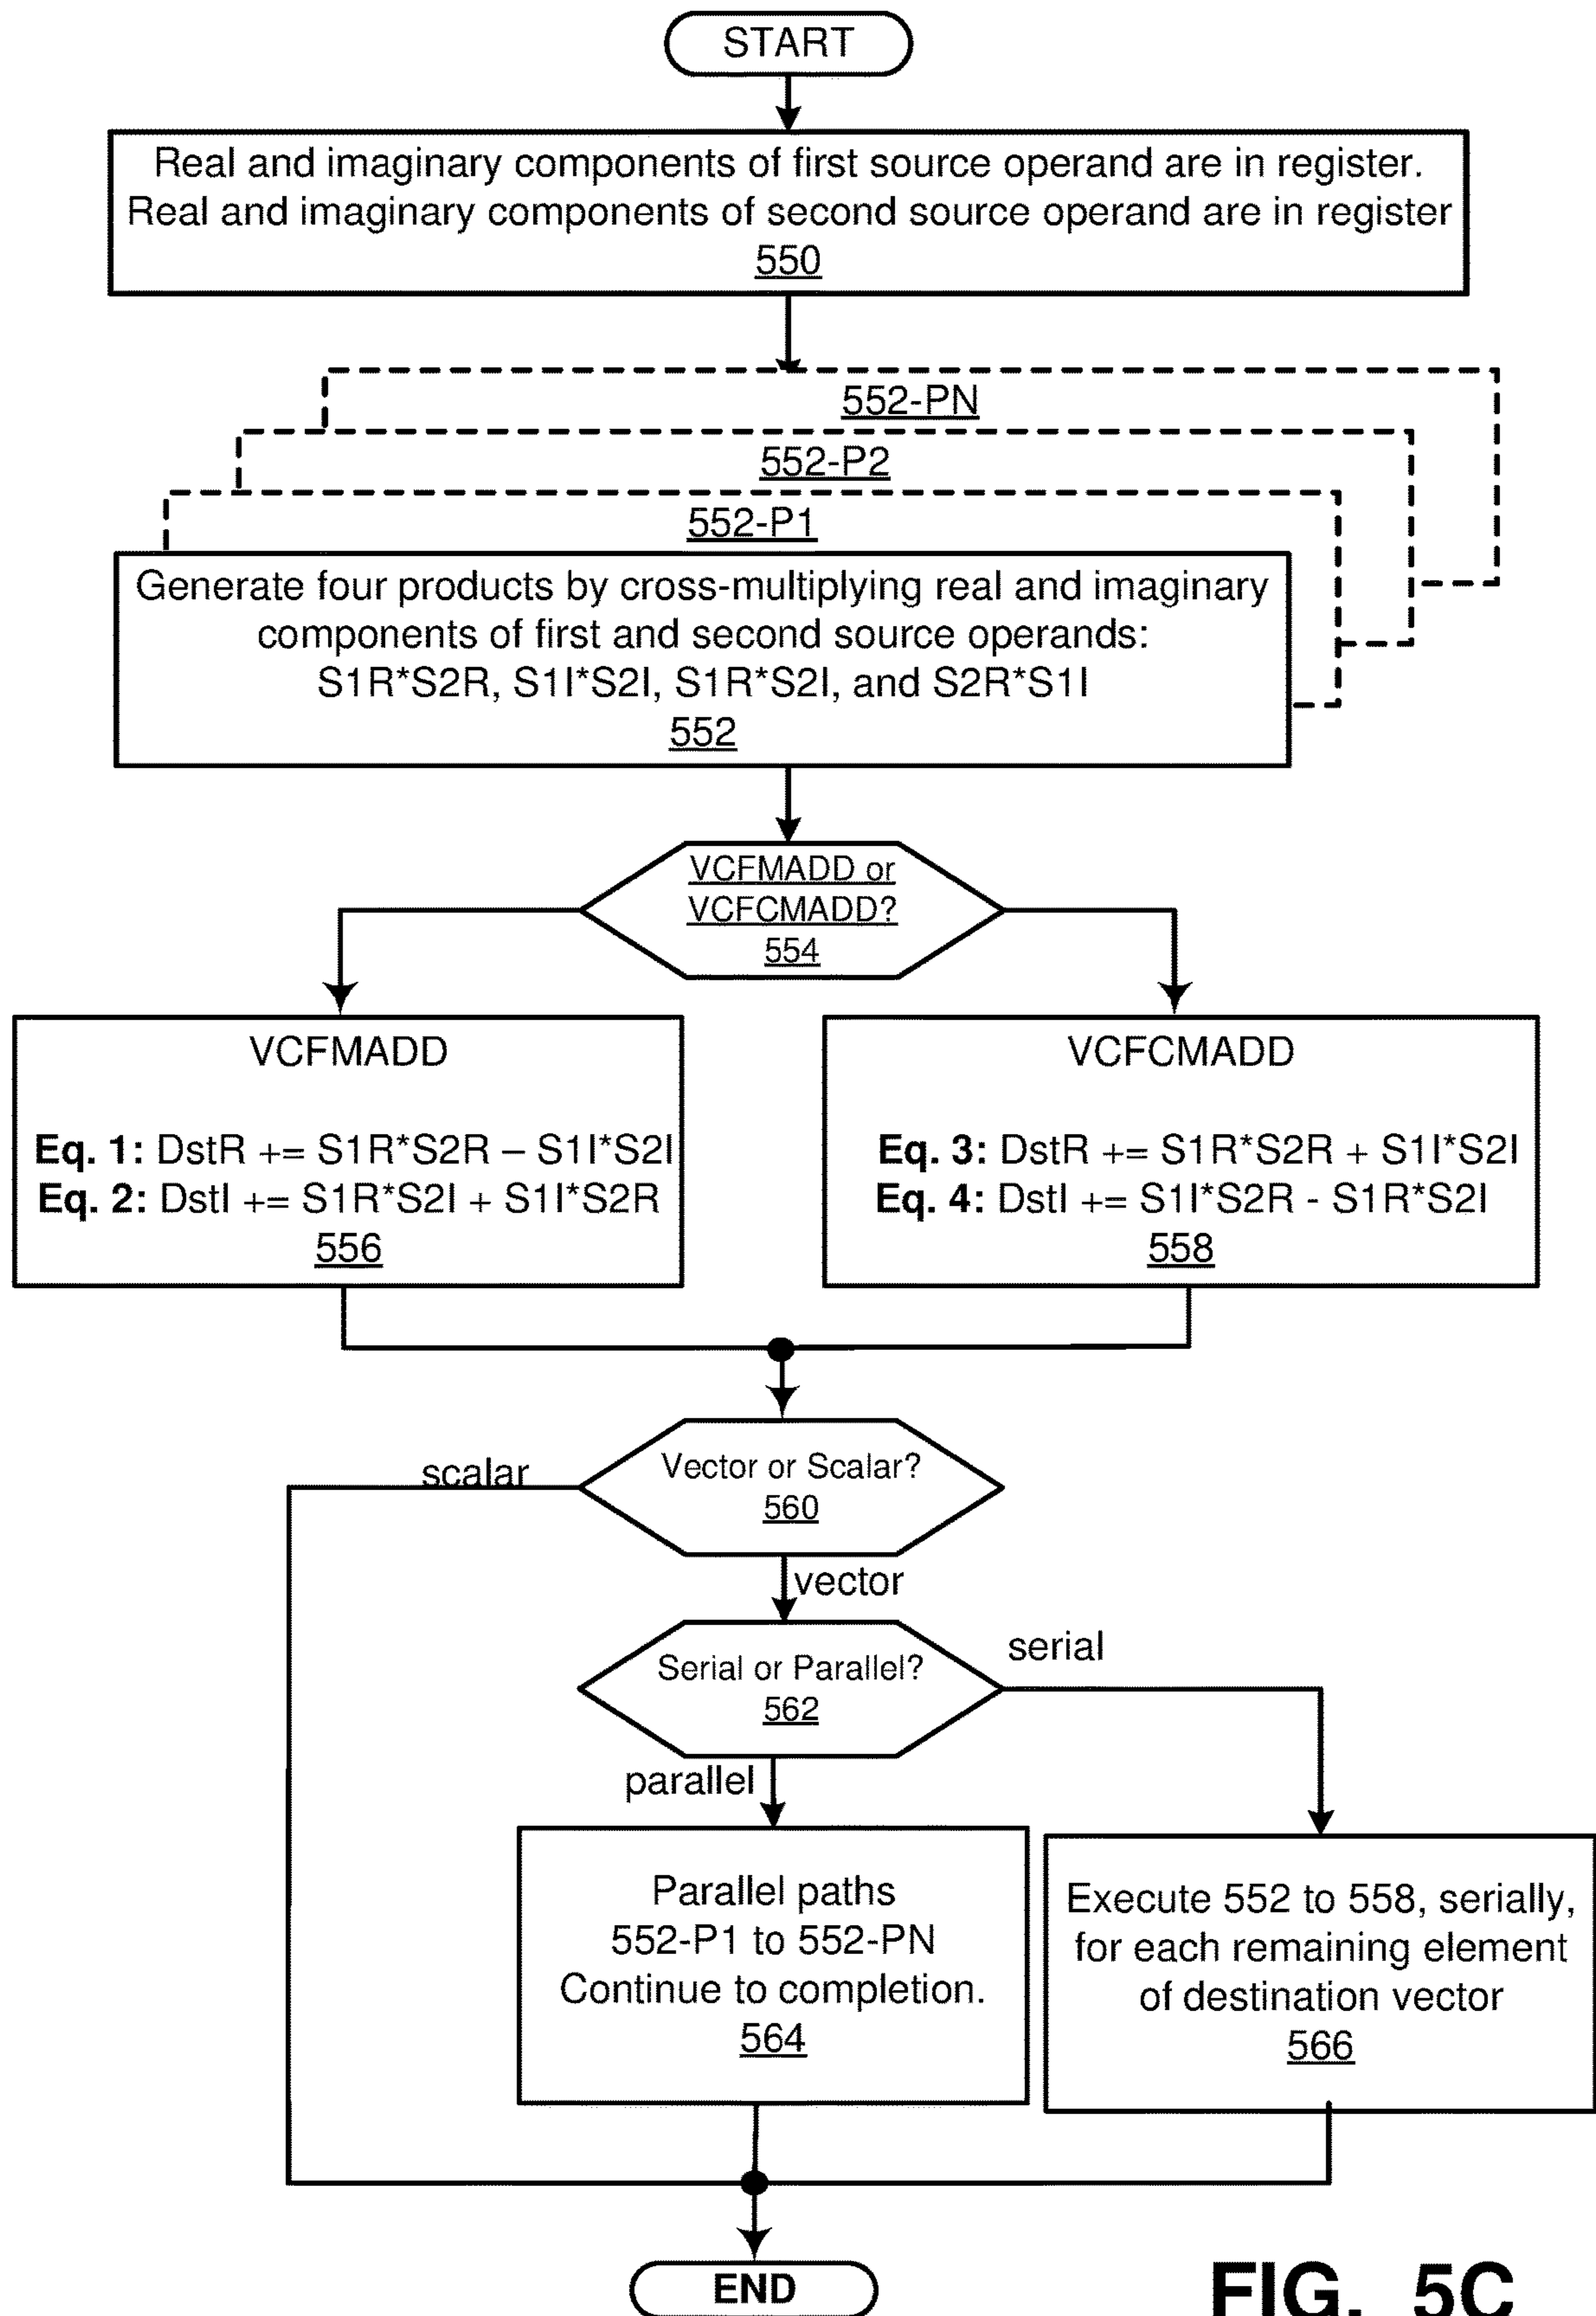 START
Real and imaginary components of first source operand are in register.
Real and imaginary components of second source operand are in register
550
552-PN
552-P2
552-P1
Generate four products by cross-multiplying real and imaginary
components of first and second source operands:
S1R*S2R, S1I*S2I, S1R*S2I, and S2R*S1I
552
VCFMADD or
VCFCMADD?
554
VCFMADD
Eq. 1: DstR += S1R*S2R – S1I*S2I
Eq. 2: DstI += S1R*S2I + S1I*S2R
556
VCFCMADD
Eq. 3: DstR += S1R*S2R + S1I*S2I
Eq. 4: DstI += S1I*S2R - S1R*S2I
558
Vector or Scalar?
560
scalar
vector
Serial or Parallel?
562
serial
parallel
Parallel paths
552-P1 to 552-PN
Continue to completion.
564
Execute 552 to 558, serially,
for each remaining element
of destination vector
566
END
FIG. 5C